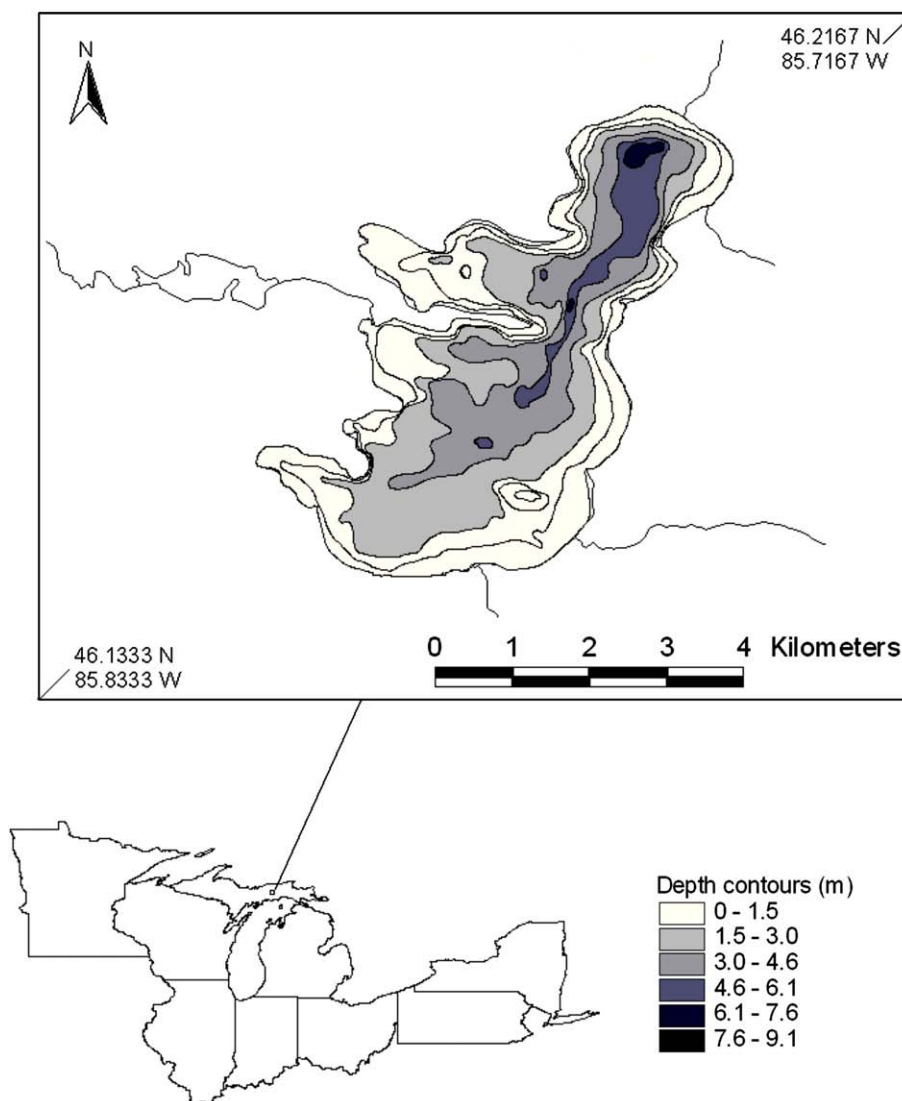 N
46.2167 N
85.7167 W
46.1333 N
85.8333 W
0 1 2 3 4 Kilometers
Depth contours (m)
0 - 1.5
1.5 - 3.0
3.0 - 4.6
4.6 - 6.1
6.1 - 7.6
7.6 - 9.1